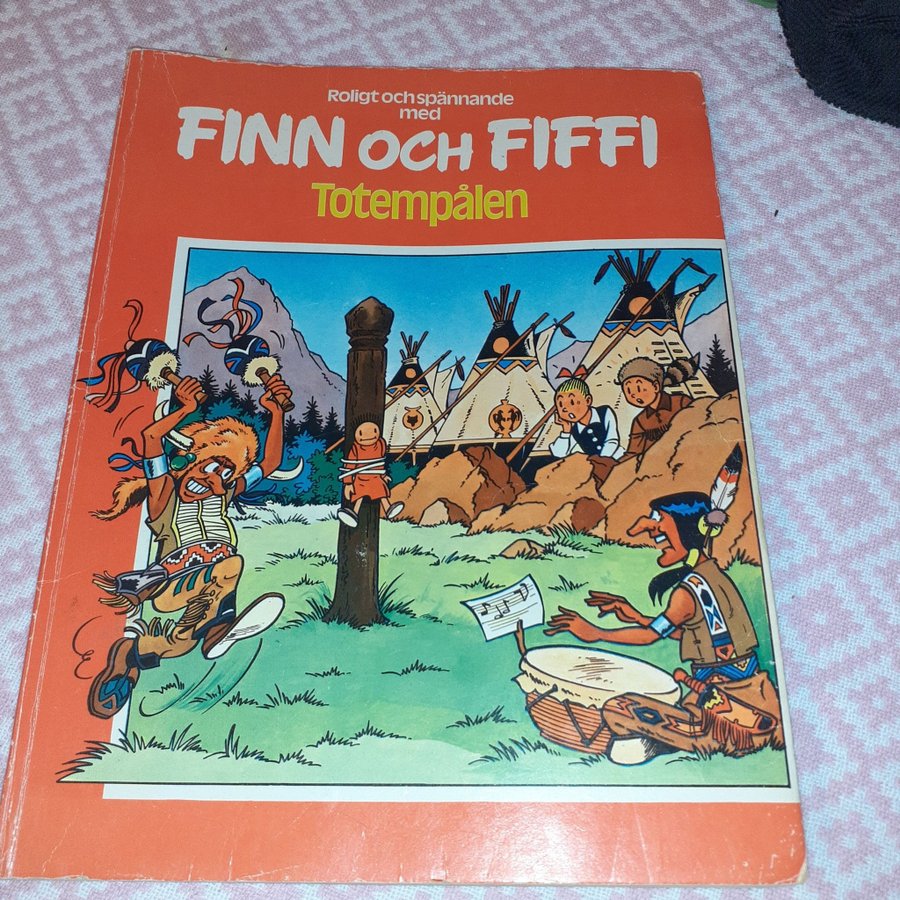 Roligt och spännande
med
FINN OCH FIFFI
Totempålen